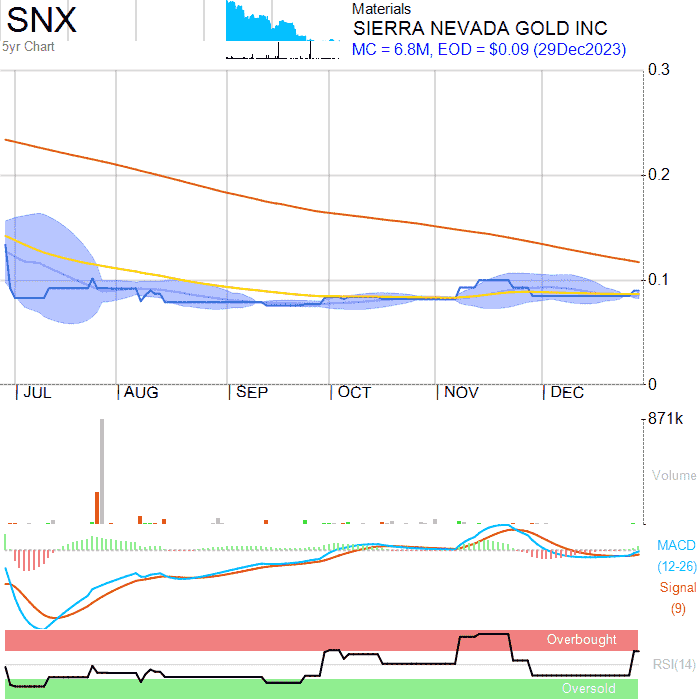 SNX
5yr Chart
Materials
SIERRA NEVADA GOLD INC
MC = 6.8M, EOD = $0.09 (29Dec2023)
0.3
0.2
0.1
0
JUL AUG SEP OCT NOV DEC
871k
Volume
MACD
(12-26)
Signal
(9)
Overbought
RSI(14)
Oversold